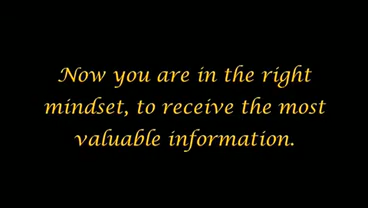 Now you are in the right
mindset, to receive the most
valuable information.